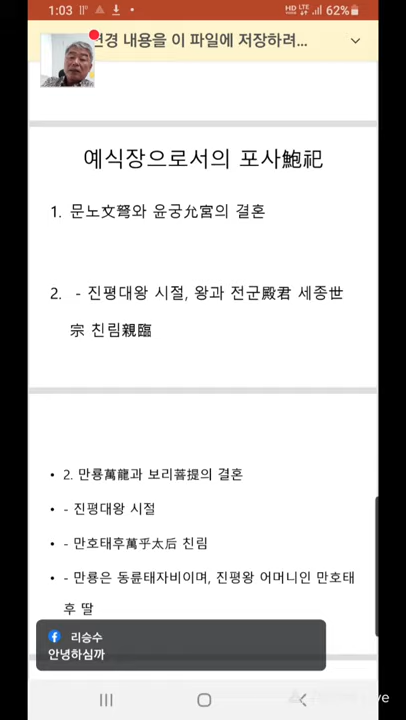 1:03
HD LTE 62%
변경 내용을 이 파일에 저장하려...
예식장으로서의 포사鮑祀
1. 문노文弩와 윤궁允宮의 결혼
2. - 진평대왕 시절, 왕과 전군殿君 세종世
宗 친림親臨
• 2. 만룡萬龍과 보리菩提의 결혼
• - 진평대왕 시절
• - 만호태후萬乎太后 친림
• - 만룡은 동륜태자비이며, 진평왕 어머니인 만호태
후 딸
리승수
안녕하심까